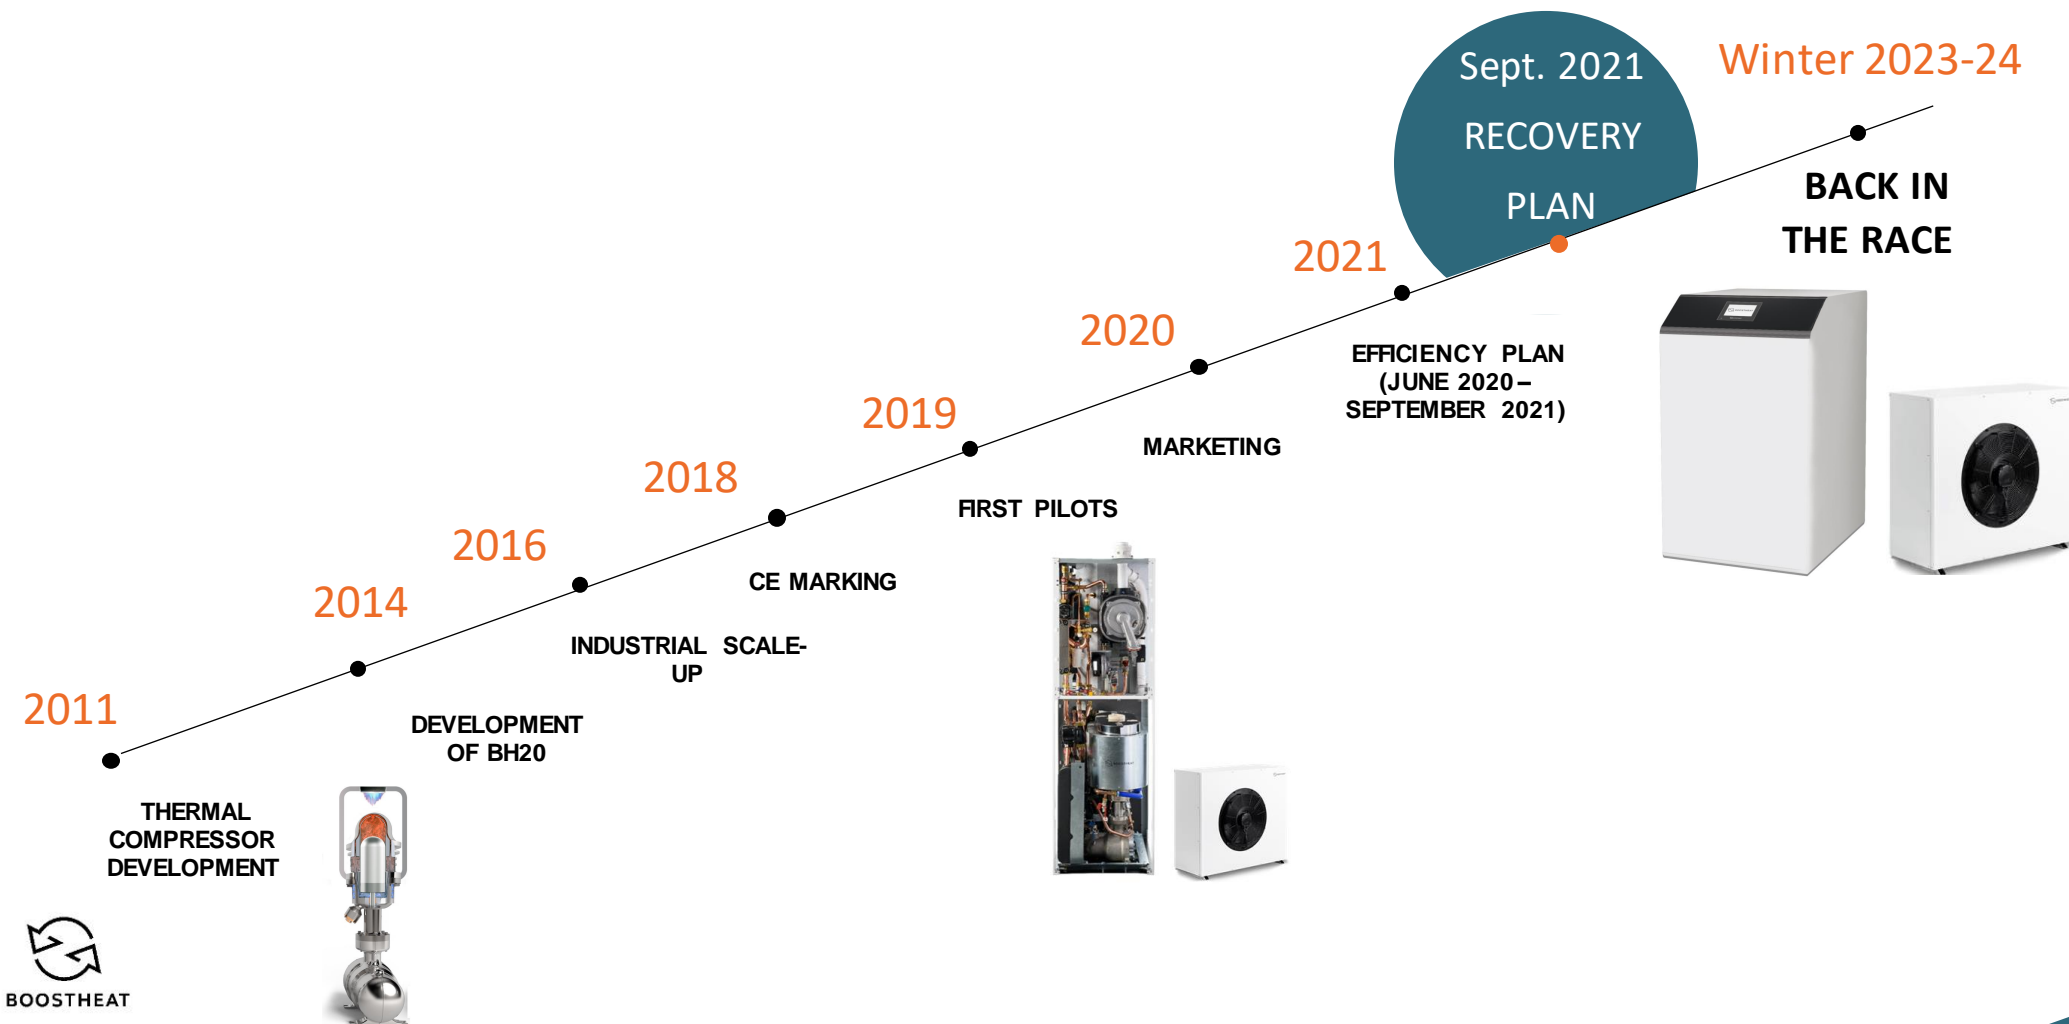 Sept. 2021
RECOVERY
PLAN
Winter 2023-24
BACK IN
THE RACE
2021
EFFICIENCY PLAN
(JUNE 2020 –
SEPTEMBER 2021)
2020
MARKETING
2019
FIRST PILOTS
2018
CE MARKING
2016
INDUSTRIAL SCALE-
UP
2014
DEVELOPMENT
OF BH20
2011
THERMAL
COMPRESSOR
DEVELOPMENT
BOOSTHEAT